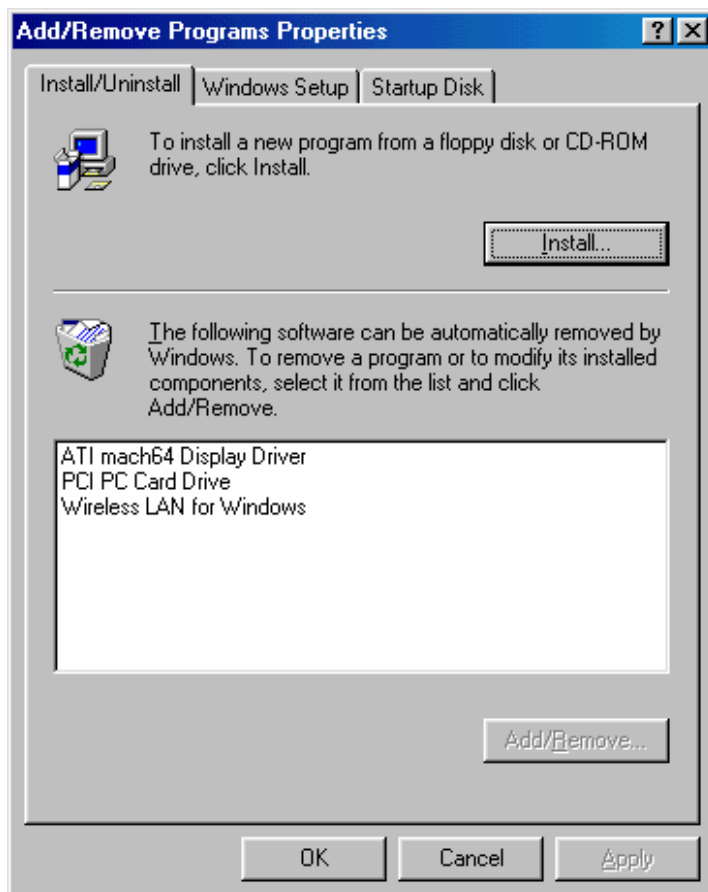 Add/Remove Programs Properties
Install/Uninstall
Windows Setup
Startup Disk
To install a new program from a floppy disk or CD-ROM
drive, click Install.
Install...
The following software can be automatically removed by
Windows. To remove a program or to modify its installed
components, select it from the list and click
Add/Remove.
ATI mach64 Display Driver
PCI PC Card Drive
Wireless LAN for Windows
Add/Remove...
OK
Cancel
Apply